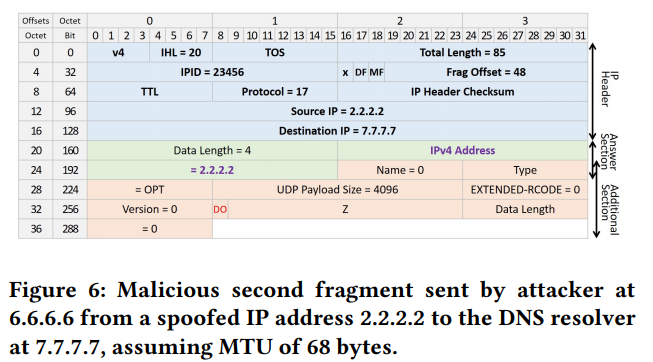 Offsets Octet 0 1 2 3
Octet Bit 0 1 2 3 4 5 6 7 8 9 10 11 12 13 14 15 16 17 18 19 20 21 22 23 24 25 26 27 28 29 30 31
0 0 v4 IHL = 20 TOS Total Length = 85
4 32 IPID = 23456 x DF MF Frag Offset = 48
8 64 TTL Protocol = 17 IP Header Checksum
12 96 Source IP = 2.2.2.2
16 128 Destination IP = 7.7.7.7
20 160 Data Length = 4 IPv4 Address
24 192 = 2.2.2.2 Name = 0 Type
28 224 = OPT UDP Payload Size = 4096 EXTENDED-RCODE = 0
32 256 Version = 0 DO Z Data Length
36 288 = 0
IP Header
Answer Section
Additional Section
Figure 6: Malicious second fragment sent by attacker at
6.6.6.6 from a spoofed IP address 2.2.2.2 to the DNS resolver
at 7.7.7.7, assuming MTU of 68 bytes.